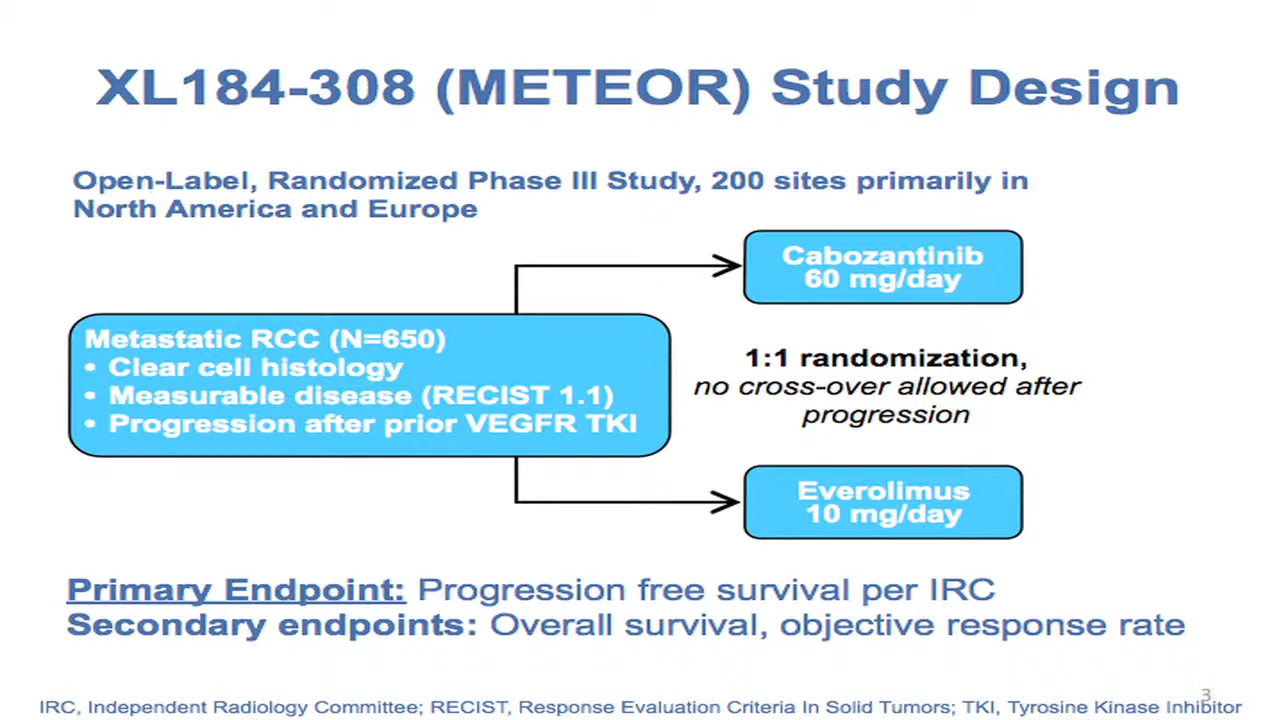 XL184-308 (METEOR) Study Design
Open-Label, Randomized Phase III Study, 200 sites primarily in
North America and Europe
Cabozantinib
60 mg/day
Metastatic RCC (N=650)
• Clear cell histology
• Measurable disease (RECIST 1.1)
• Progression after prior VEGFR TKI
1:1 randomization,
no cross-over allowed after
progression
Everolimus
10 mg/day
Primary Endpoint: Progression free survival per IRC
Secondary endpoints: Overall survival, objective response rate
3
IRC, Independent Radiology Committee; RECIST, Response Evaluation Criteria In Solid Tumors; TKI, Tyrosine Kinase Inhibitor